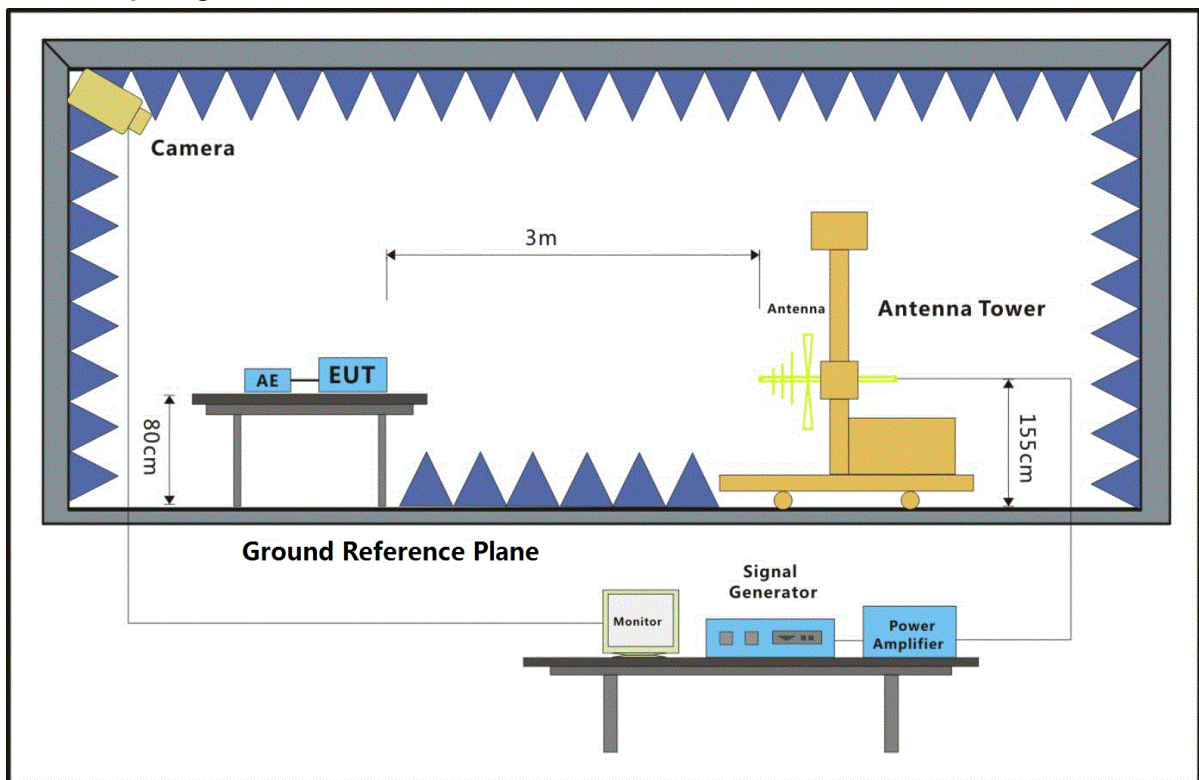 Camera
3m
Antenna
Antenna Tower
AE
EUT
80cm
155cm
Ground Reference Plane
Signal
Generator
Monitor
Power
Amplifier